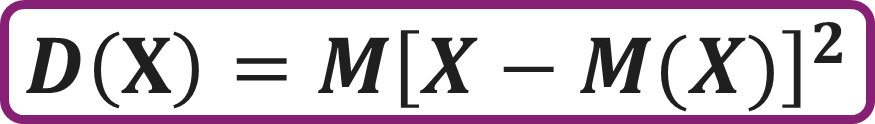 D(X) = M[X − M(X)]²